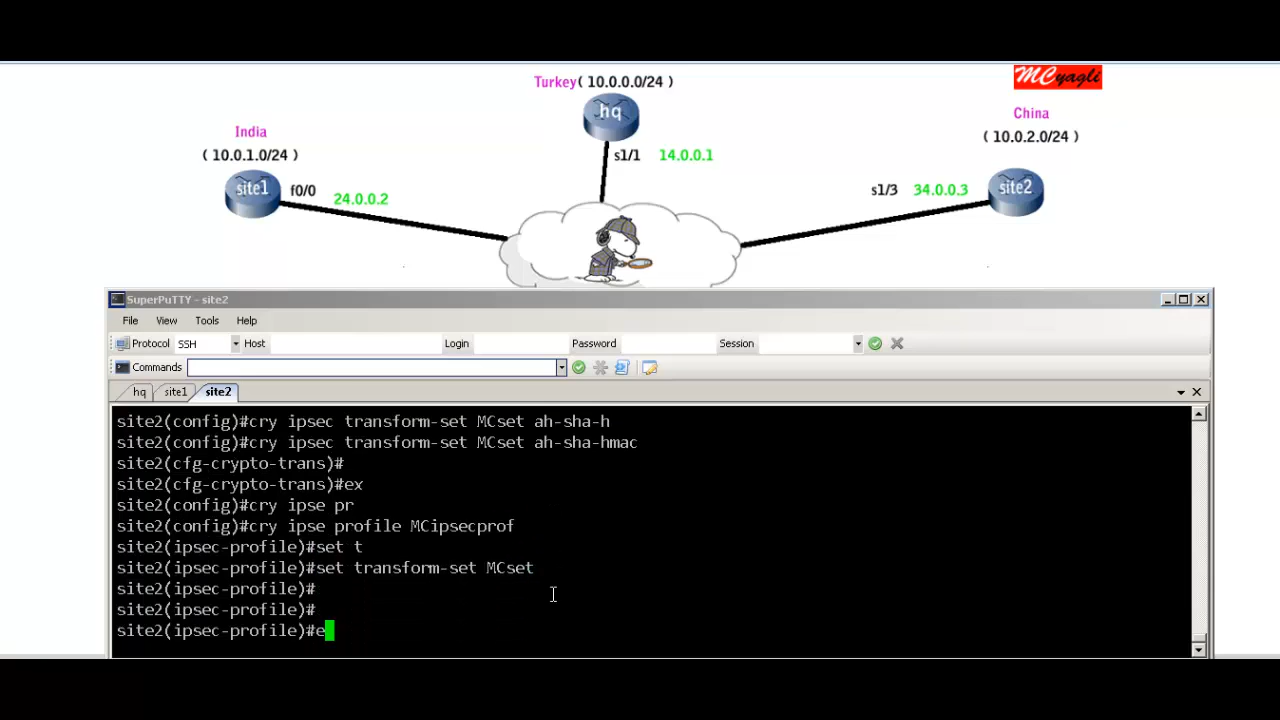 MCyagli
Turkey( 10.0.0.0/24 )
China
( 10.0.2.0/24 )
India
( 10.0.1.0/24 )
hq
s1/1 14.0.0.1
site1 f0/0 24.0.0.2
s1/3 34.0.0.3 site2
SuperPuTTY - site2
File View Tools Help
Protocol SSH Host Login Password Session
Commands
hq site1 site2
site2(config)#cry ipsec transform-set MCset ah-sha-h
site2(config)#cry ipsec transform-set MCset ah-sha-hmac
site2(cfg-crypto-trans)#
site2(cfg-crypto-trans)#ex
site2(config)#cry ipse pr
site2(config)#cry ipse profile MCipsecprof
site2(ipsec-profile)#set t
site2(ipsec-profile)#set transform-set MCset
site2(ipsec-profile)#
site2(ipsec-profile)#
site2(ipsec-profile)#e